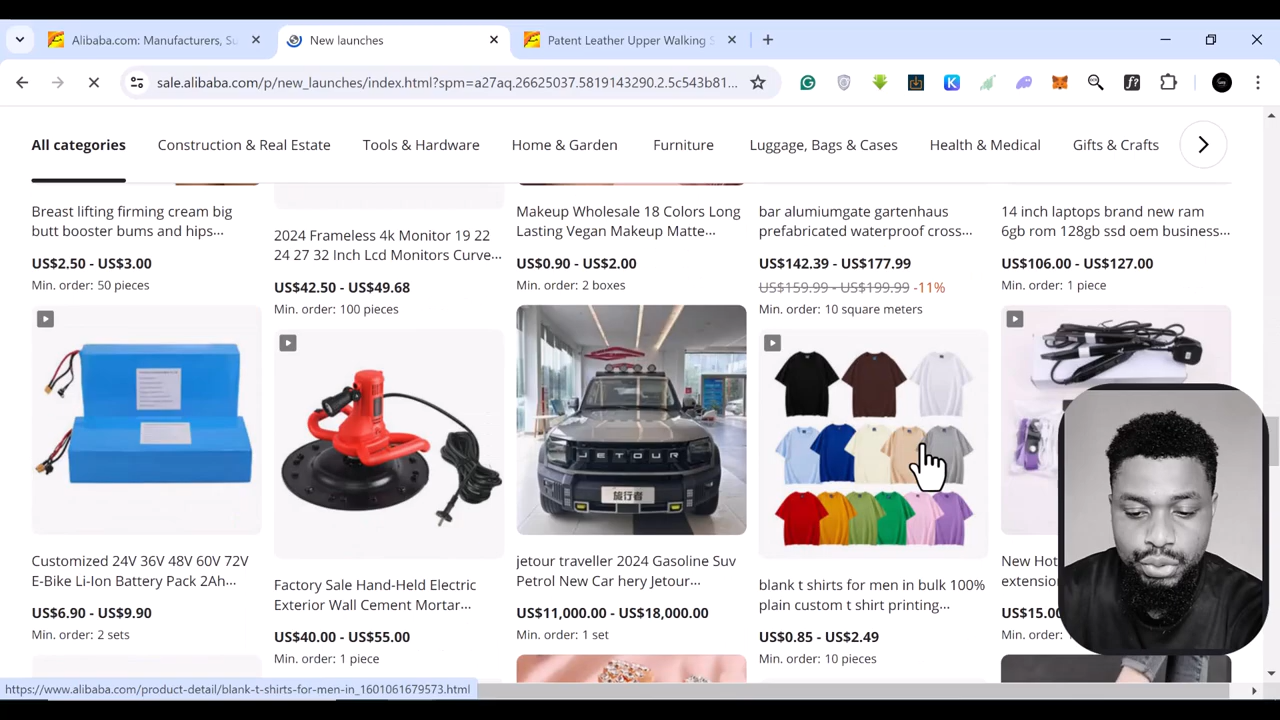 Alibaba.com: Manufacturers, Su
New launches
Patent Leather Upper Walking S
sale.alibaba.com/p/new_launches/index.html?spm=a27aq.26625037.5819143290.2.5c543b81...
All categories
Construction & Real Estate
Tools & Hardware
Home & Garden
Furniture
Luggage, Bags & Cases
Health & Medical
Gifts & Crafts
Breast lifting firming cream big
butt booster bums and hips...
US$2.50 - US$3.00
Min. order: 50 pieces
2024 Frameless 4k Monitor 19 22
24 27 32 Inch Lcd Monitors Curve...
US$42.50 - US$49.68
Min. order: 100 pieces
Makeup Wholesale 18 Colors Long
Lasting Vegan Makeup Matte...
US$0.90 - US$2.00
Min. order: 2 boxes
bar alumiumgate gartenhaus
prefabricated waterproof cross...
US$142.39 - US$177.99
US$159.99 - US$199.99 -11%
Min. order: 10 square meters
14 inch laptops brand new ram
6gb rom 128gb ssd oem business...
US$106.00 - US$127.00
Min. order: 1 piece
JETOUR
旅行者
Customized 24V 36V 48V 60V 72V
E-Bike Li-Ion Battery Pack 2Ah...
US$6.90 - US$9.90
Min. order: 2 sets
Factory Sale Hand-Held Electric
Exterior Wall Cement Mortar...
US$40.00 - US$55.00
Min. order: 1 piece
jetour traveller 2024 Gasoline Suv
Petrol New Car hery Jetour...
US$11,000.00 - US$18,000.00
Min. order: 1 set
blank t shirts for men in bulk 100%
plain custom t shirt printing...
US$0.85 - US$2.49
Min. order: 10 pieces
New Hot
extension
US$15.00
Min. order:
https://www.alibaba.com/product-detail/blank-t-shirts-for-men-in_1601061679573.html